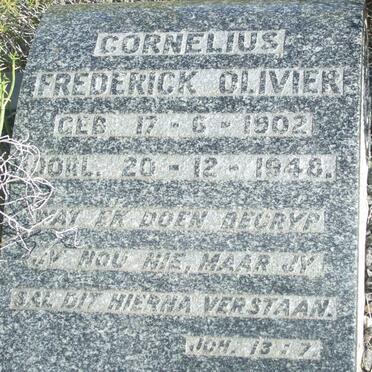 CORNELIUS
FREDERICK OLIVIER
GEB 17-6-1902
OORL. 20-12-1948.
WAT EK DOEN BEGRYP
JY NOU NIE, MAAR JY
SAL DIT HIERNA VERSTAAN.
JOH. 13-7